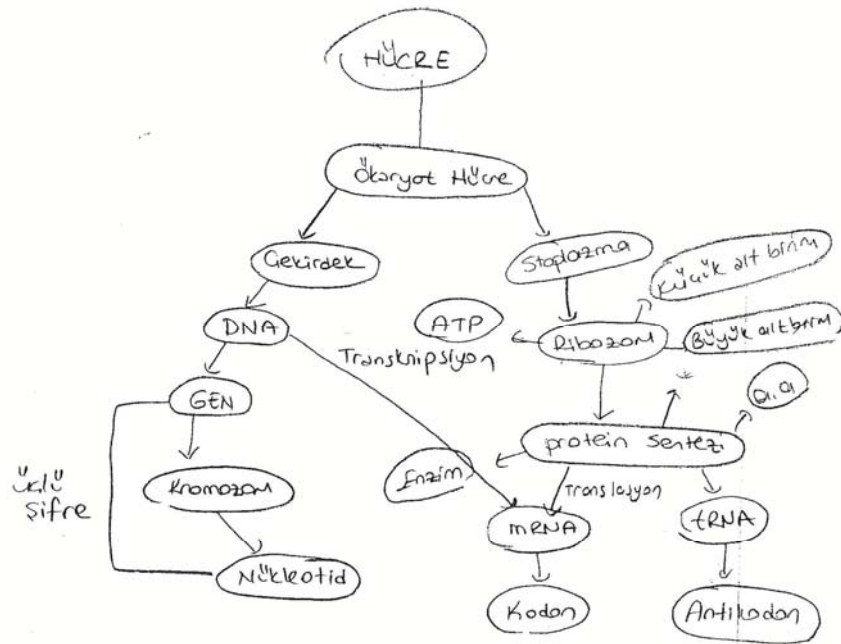 HÜCRE
Ökaryot Hücre
Çekirdek
Stoplazma
Küçük alt birim
DNA
ATP
Ribozom
Büyük alt birim
Transkripsiyon
GEN
a.a
protein sentezi
Enzim
Üçlü
Şifre
Kromozom
Translasyon
mRNA
tRNA
Nükleotid
Kodon
Antikodon